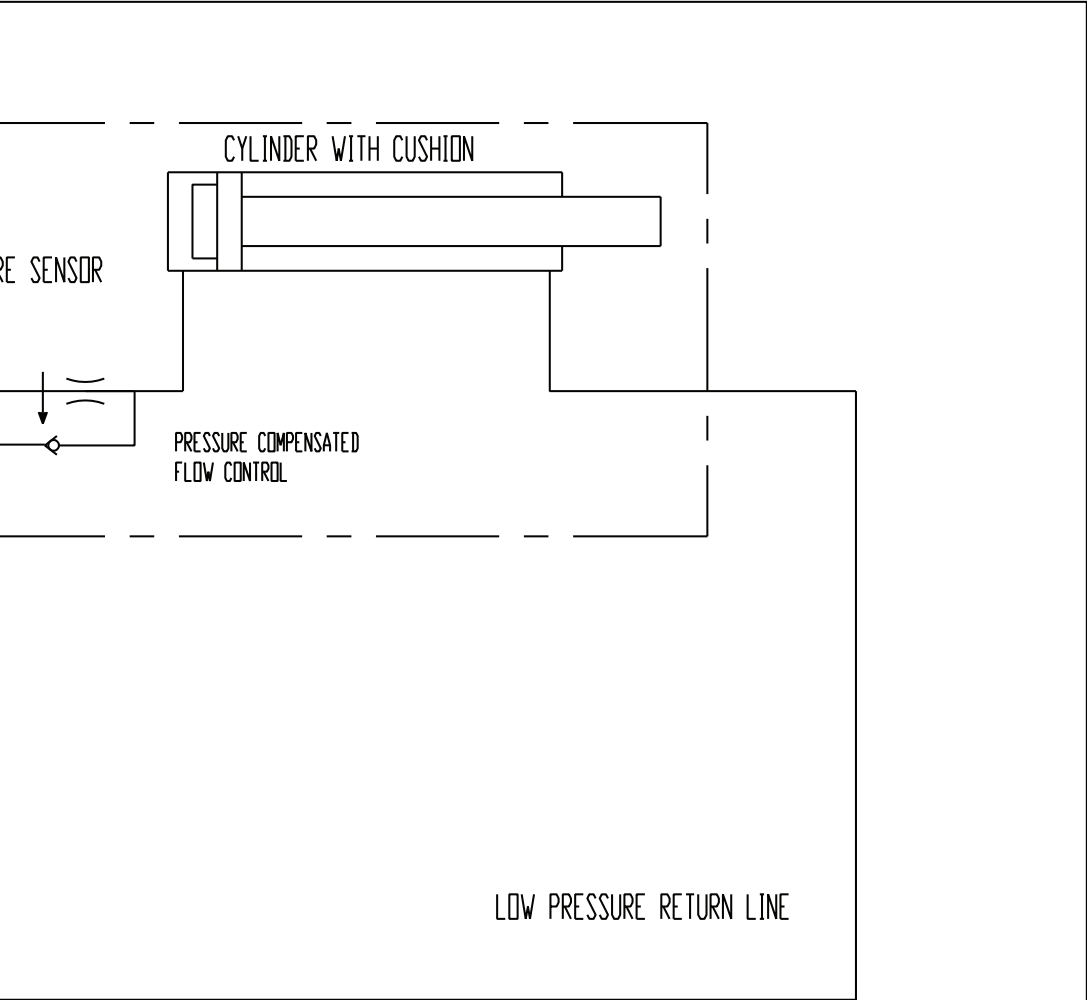 CYLINDER WITH CUSHION
RE SENSOR
PRESSURE COMPENSATED
FLOW CONTROL
LOW PRESSURE RETURN LINE